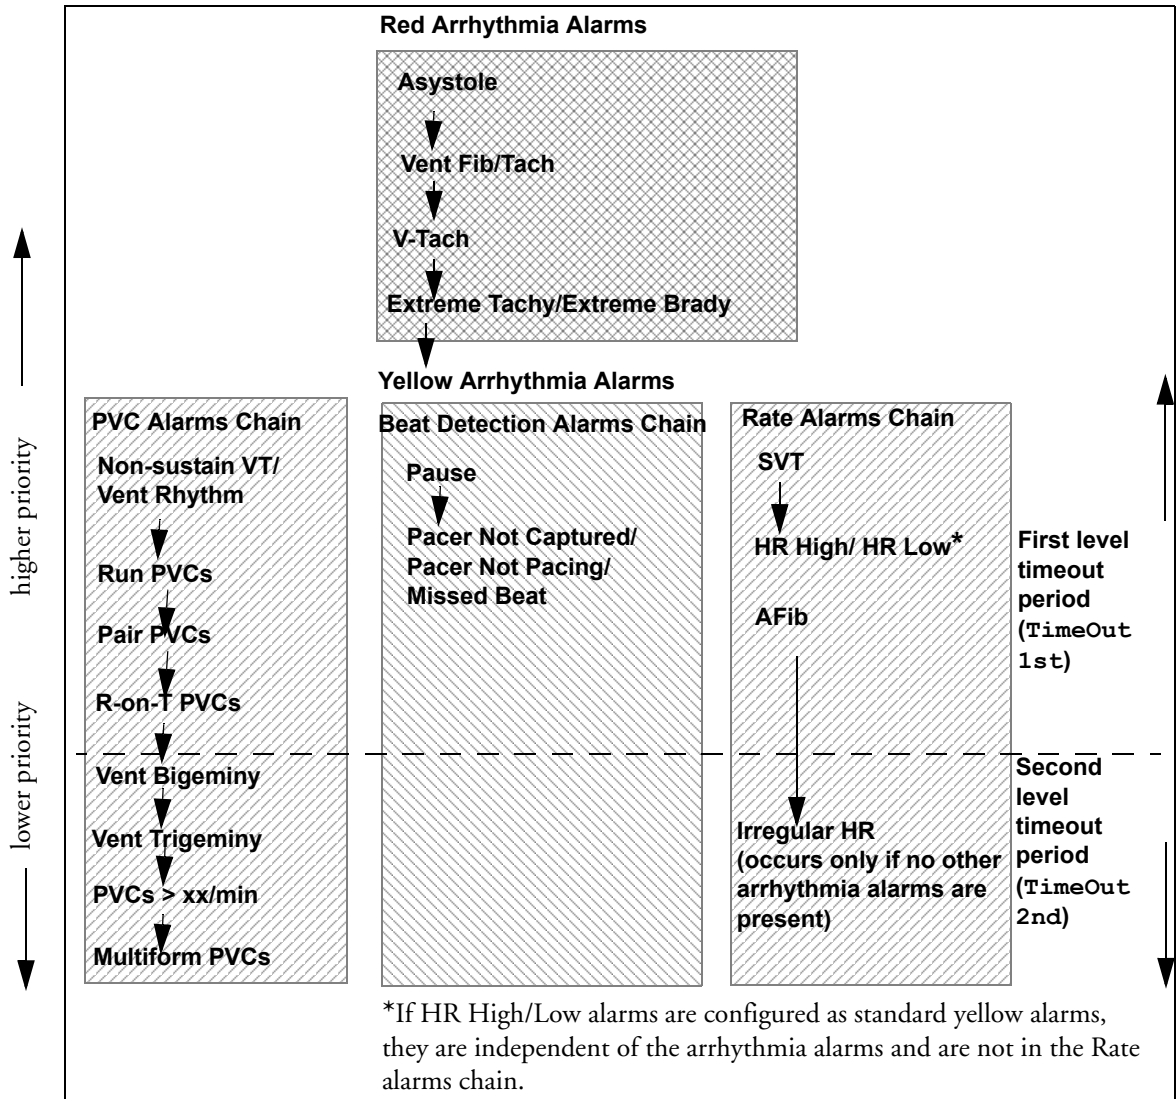 Red Arrhythmia Alarms
Asystole
Vent Fib/Tach
V-Tach
Extreme Tachy/Extreme Brady
higher priority
lower priority
Yellow Arrhythmia Alarms
PVC Alarms Chain
Non-sustain VT/
Vent Rhythm
Run PVCs
Pair PVCs
R-on-T PVCs
Vent Bigeminy
Vent Trigeminy
PVCs > xx/min
Multiform PVCs
Beat Detection Alarms Chain
Pause
Pacer Not Captured/
Pacer Not Pacing/
Missed Beat
Rate Alarms Chain
SVT
HR High/ HR Low*
AFib
Irregular HR
(occurs only if no other
arrhythmia alarms are
present)
First level
timeout
period
(TimeOut
1st)
Second
level
timeout
period
(TimeOut
2nd)
*If HR High/Low alarms are configured as standard yellow alarms,
they are independent of the arrhythmia alarms and are not in the Rate
alarms chain.